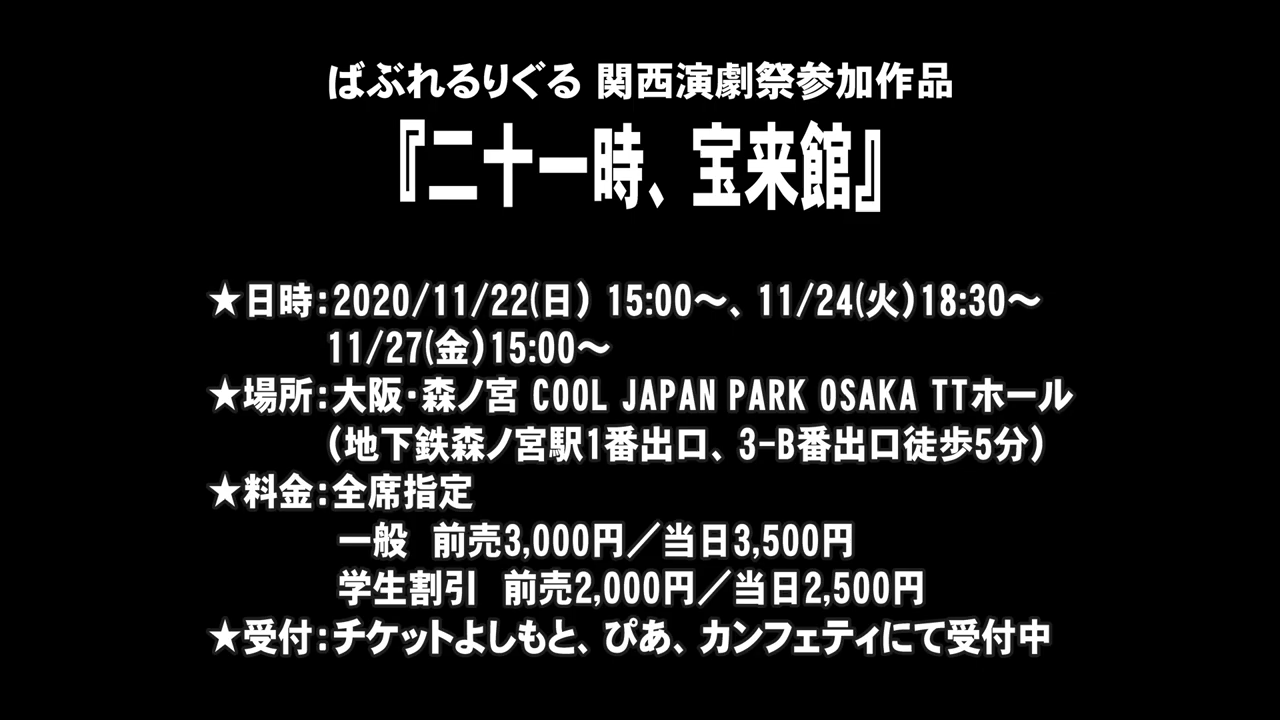 ばぶれるりぐる 関西演劇祭参加作品
『二十一時、宝来館』
★日時：2020/11/22(日) 15:00〜、11/24(火)18:30〜
11/27(金)15:00〜
★場所：大阪・森ノ宮 COOL JAPAN PARK OSAKA TTホール
(地下鉄森ノ宮駅1番出口、3-B番出口徒歩5分)
★料金：全席指定
一般　前売3,000円／当日3,500円
学生割引　前売2,000円／当日2,500円
★受付：チケットよしもと、ぴあ、カンフェティにて受付中